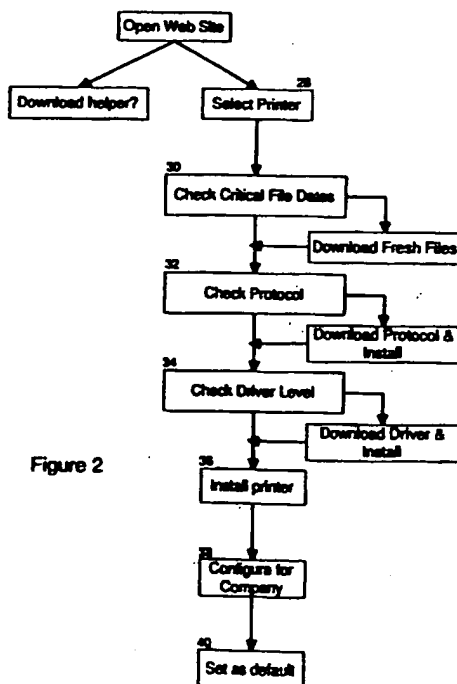 Open Web Site
Download helper?
28
Select Printer
30
Check Critical File Dates
Download Fresh Files
32
Check Protocol
Download Protocol &
Install
34
Check Driver Level
Download Driver &
Install
Figure 2
36
Install printer
38
Configure for
Company
40
Set as default